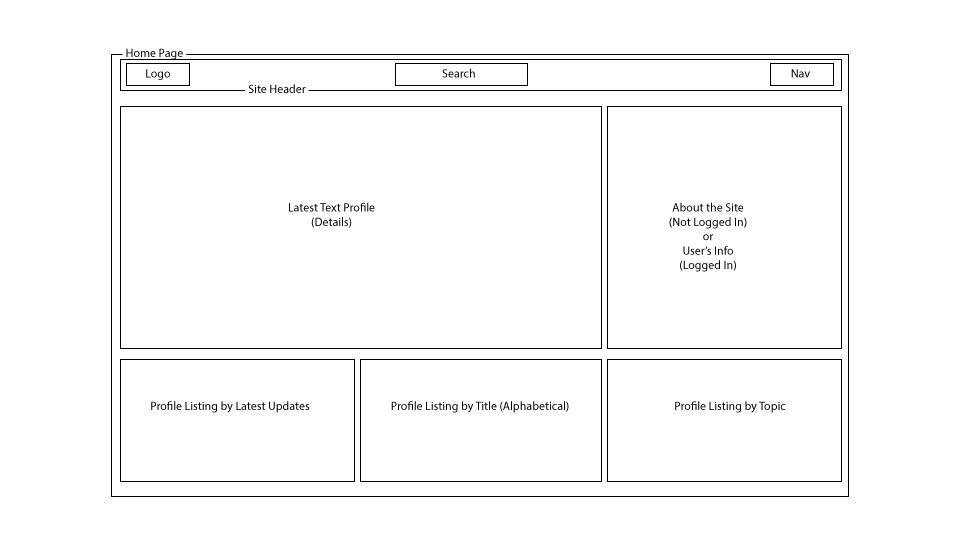 Home Page
Logo
Search
Nav
Site Header
Latest Text Profile
(Details)
About the Site
(Not Logged In)
or
User's Info
(Logged In)
Profile Listing by Latest Updates
Profile Listing by Title (Alphabetical)
Profile Listing by Topic